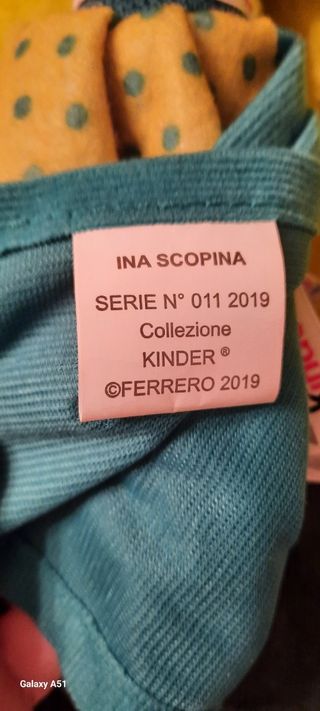 INA SCOPINA
SERIE N° 011 2019
Collezione
KINDER ®
©FERRERO 2019
Galaxy A51